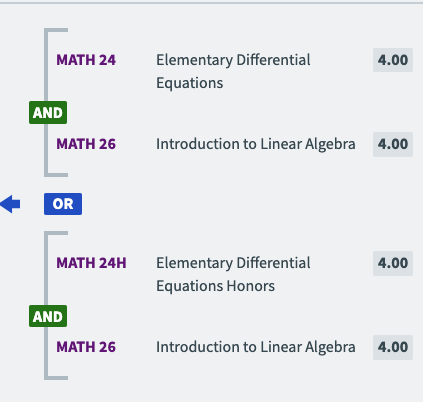 MATH 24 Elementary Differential 4.00
Equations
AND
MATH 26 Introduction to Linear Algebra 4.00
OR
MATH 24H Elementary Differential 4.00
Equations Honors
AND
MATH 26 Introduction to Linear Algebra 4.00